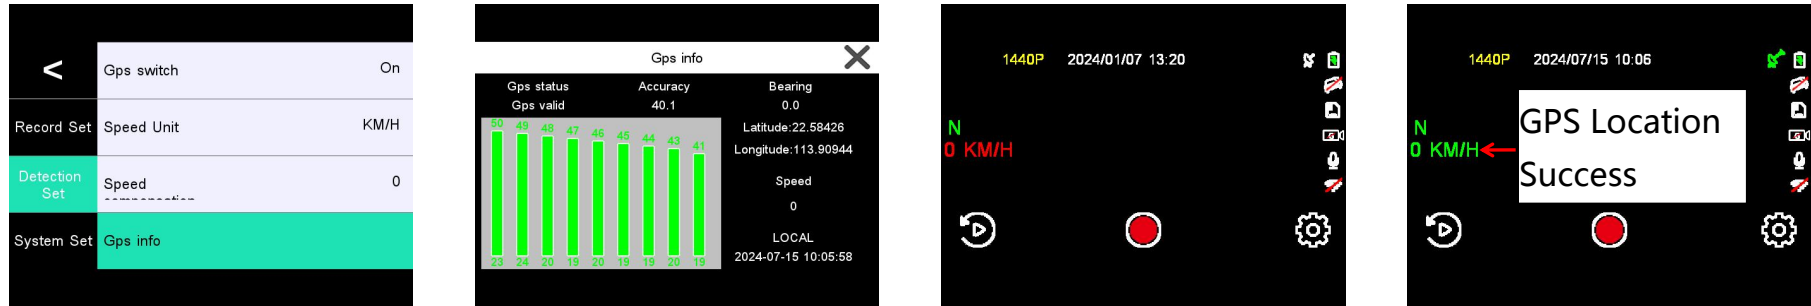 <
Gps switch On
Record Set Speed Unit KM/H
Detection Set Speed 0
System Set Gps info
Gps info
Gps status Accuracy Bearing
Gps valid 40.1 0.0
50 49 48 47 46 45 44 43 41
Latitude:22.58426
Longitude:113.90944
Speed
0
LOCAL
2024-07-15 10:05:58
23 24 20 19 20 19 19 20 19
1440P 2024/01/07 13:20
N
0 KM/H
1440P 2024/07/15 10:06
N
0 KM/H
GPS Location
Success